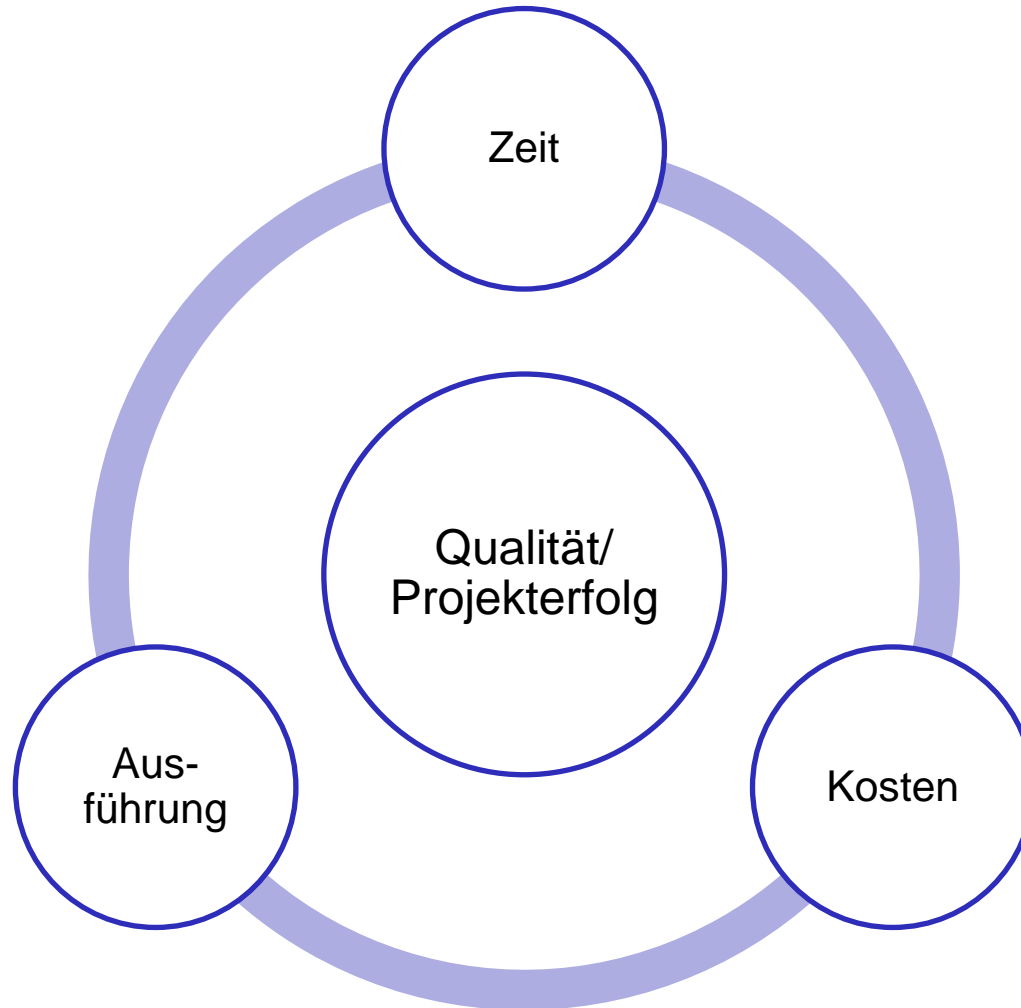 Zeit
Qualität/
Projekterfolg
Aus-
führung
Kosten